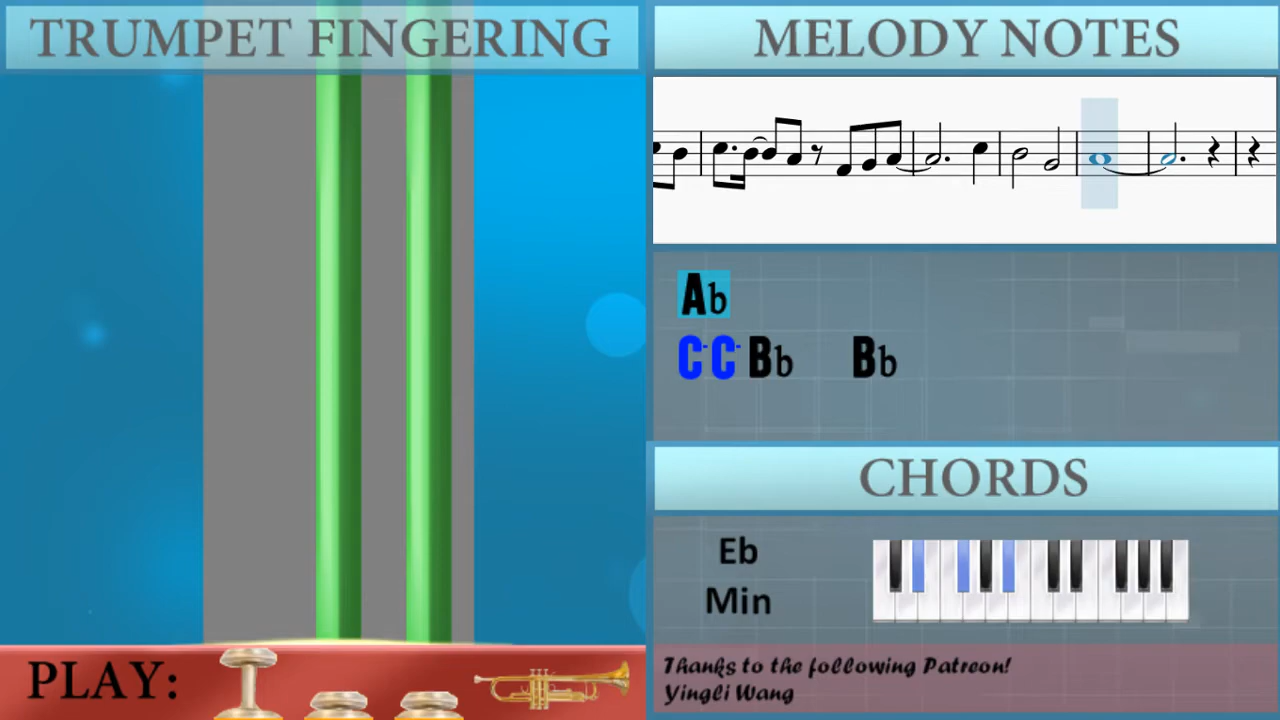 TRUMPET FINGERING
MELODY NOTES
Ab
C- C- Bb Bb
CHORDS
Eb
Min
PLAY:
Thanks to the following Patreon!
Yingli Wang